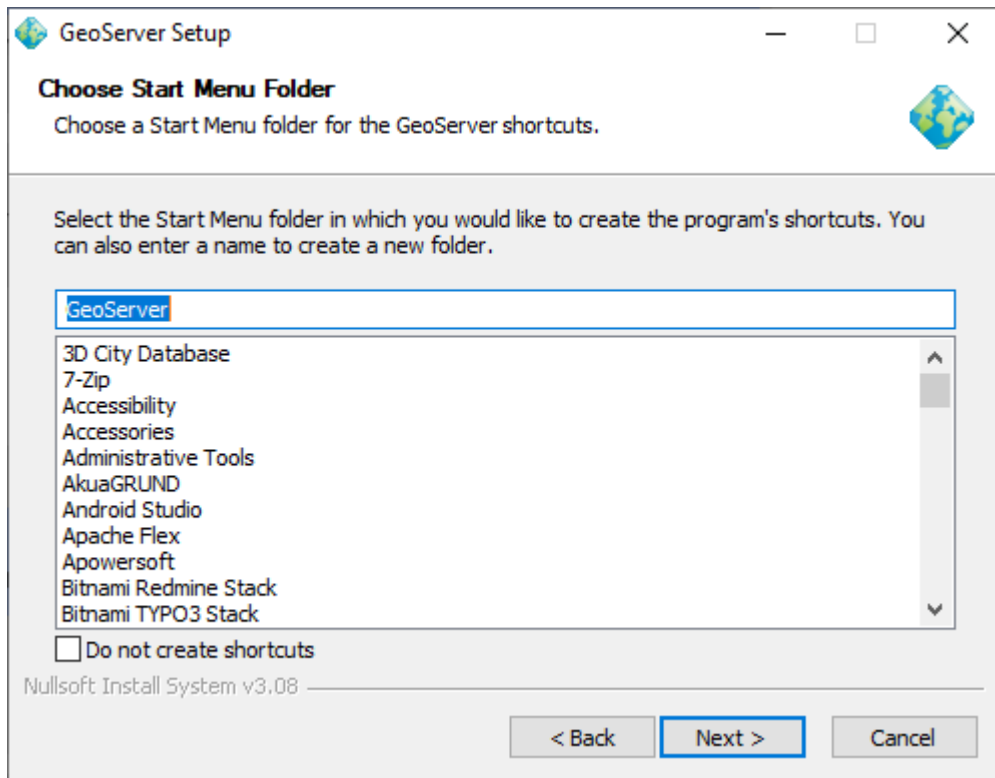 GeoServer Setup
Choose Start Menu Folder
Choose a Start Menu folder for the GeoServer shortcuts.
Select the Start Menu folder in which you would like to create the program's shortcuts. You
can also enter a name to create a new folder.
GeoServer
3D City Database
7-Zip
Accessibility
Accessories
Administrative Tools
AkuaGRUND
Android Studio
Apache Flex
Apowersoft
Bitnami Redmine Stack
Bitnami TYPO3 Stack
Do not create shortcuts
Nullsoft Install System v3.08
< Back Next > Cancel